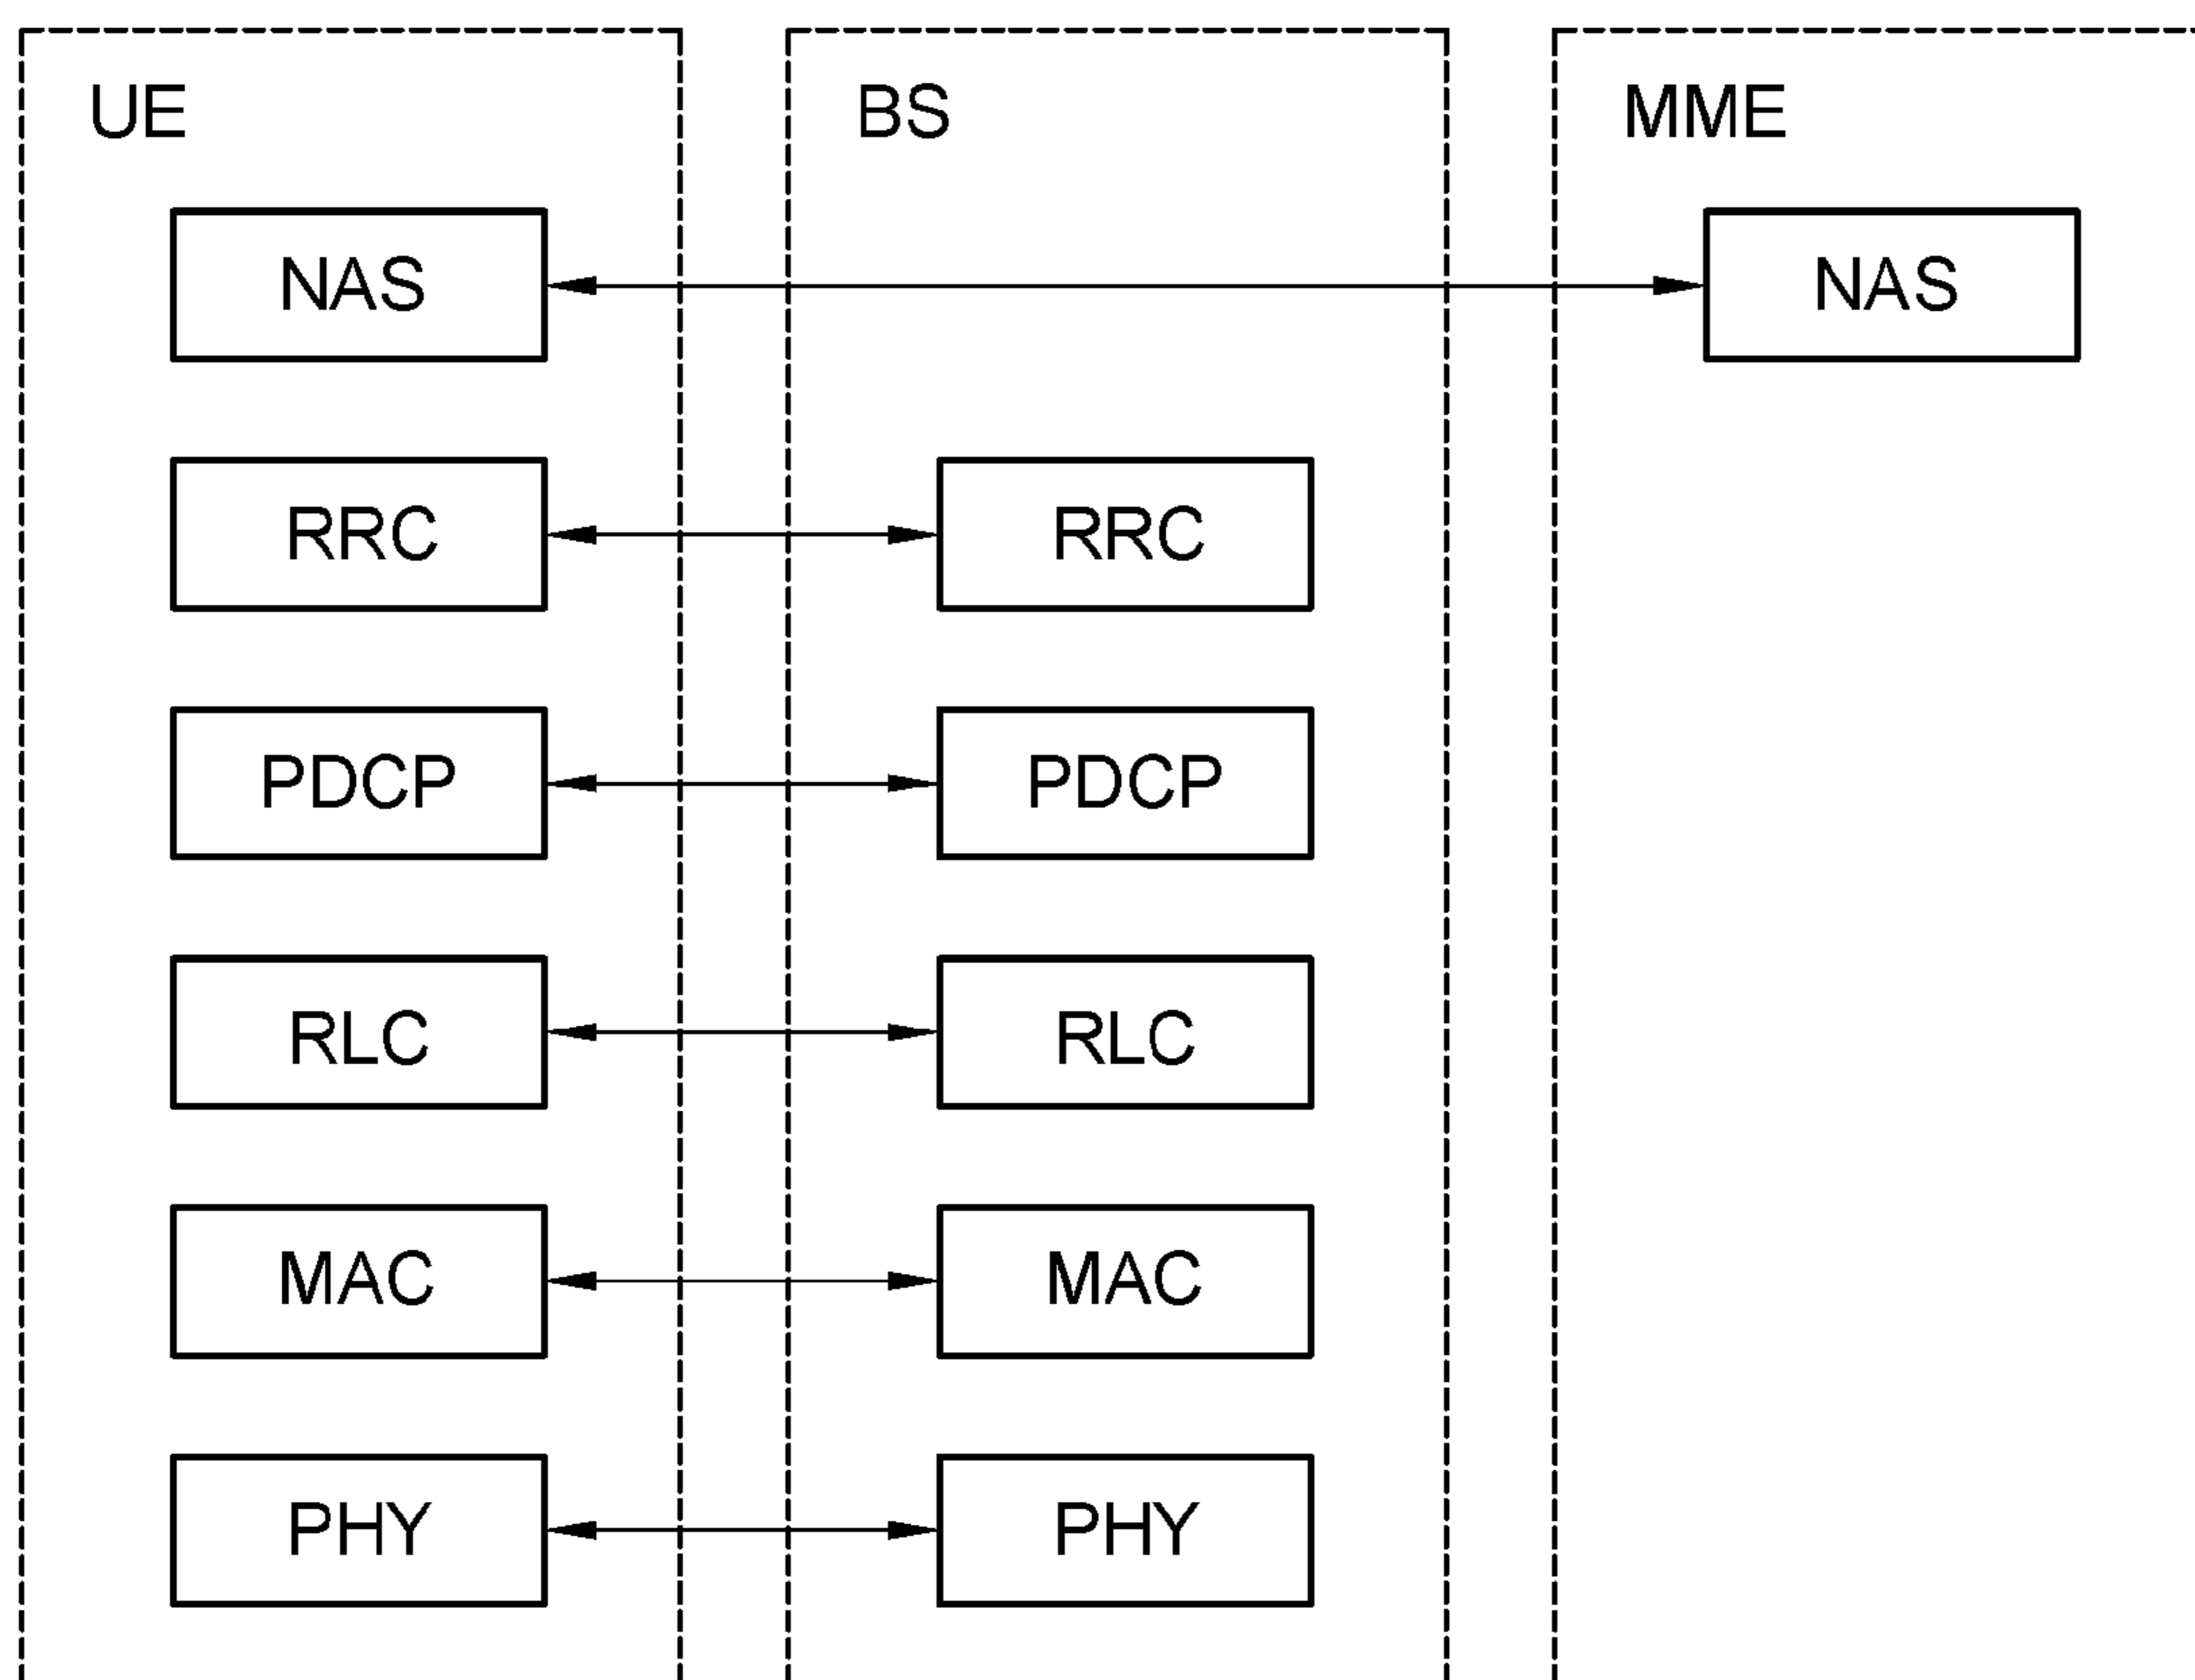 UE BS MME
NAS NAS
RRC RRC
PDCP PDCP
RLC RLC
MAC MAC
PHY PHY